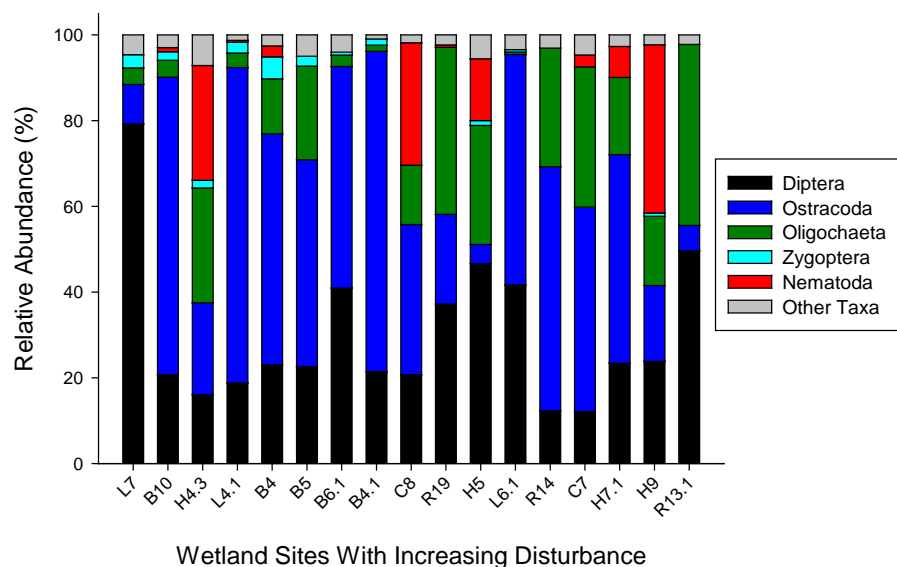 100
80
60
40
20
0
Relative Abundance (%)
L7 B10 H4.3 L4.1 B4 B5 B6.1 B4.1 C8 R19 H5 L6.1 R14 C7 H7.1 H9 R13.1
Wetland Sites With Increasing Disturbance
Diptera
Ostracoda
Oligochaeta
Zygoptera
Nematoda
Other Taxa